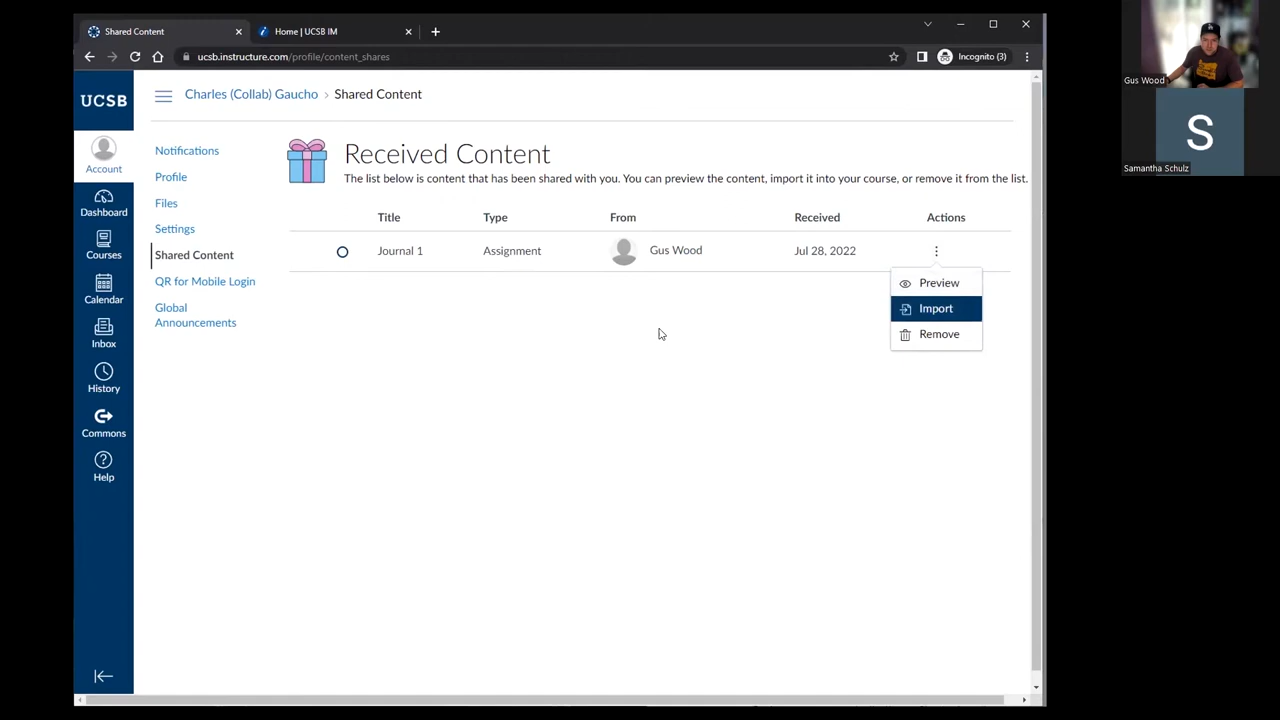 Shared Content
Home | UCSB IM
ucsb.instructure.com/profile/content_shares
Incognito (3)
UCSB
Account
Dashboard
Courses
Calendar
Inbox
History
Commons
Help
Charles (Collab) Gaucho › Shared Content
Notifications
Profile
Files
Settings
Shared Content
QR for Mobile Login
Global
Announcements
Received Content
The list below is content that has been shared with you. You can preview the content, import it into your course, or remove it from the list.
Title Type From Received Actions
Journal 1 Assignment Gus Wood Jul 28, 2022
Preview
Import
Remove
Gus Wood
S
Samantha Schulz